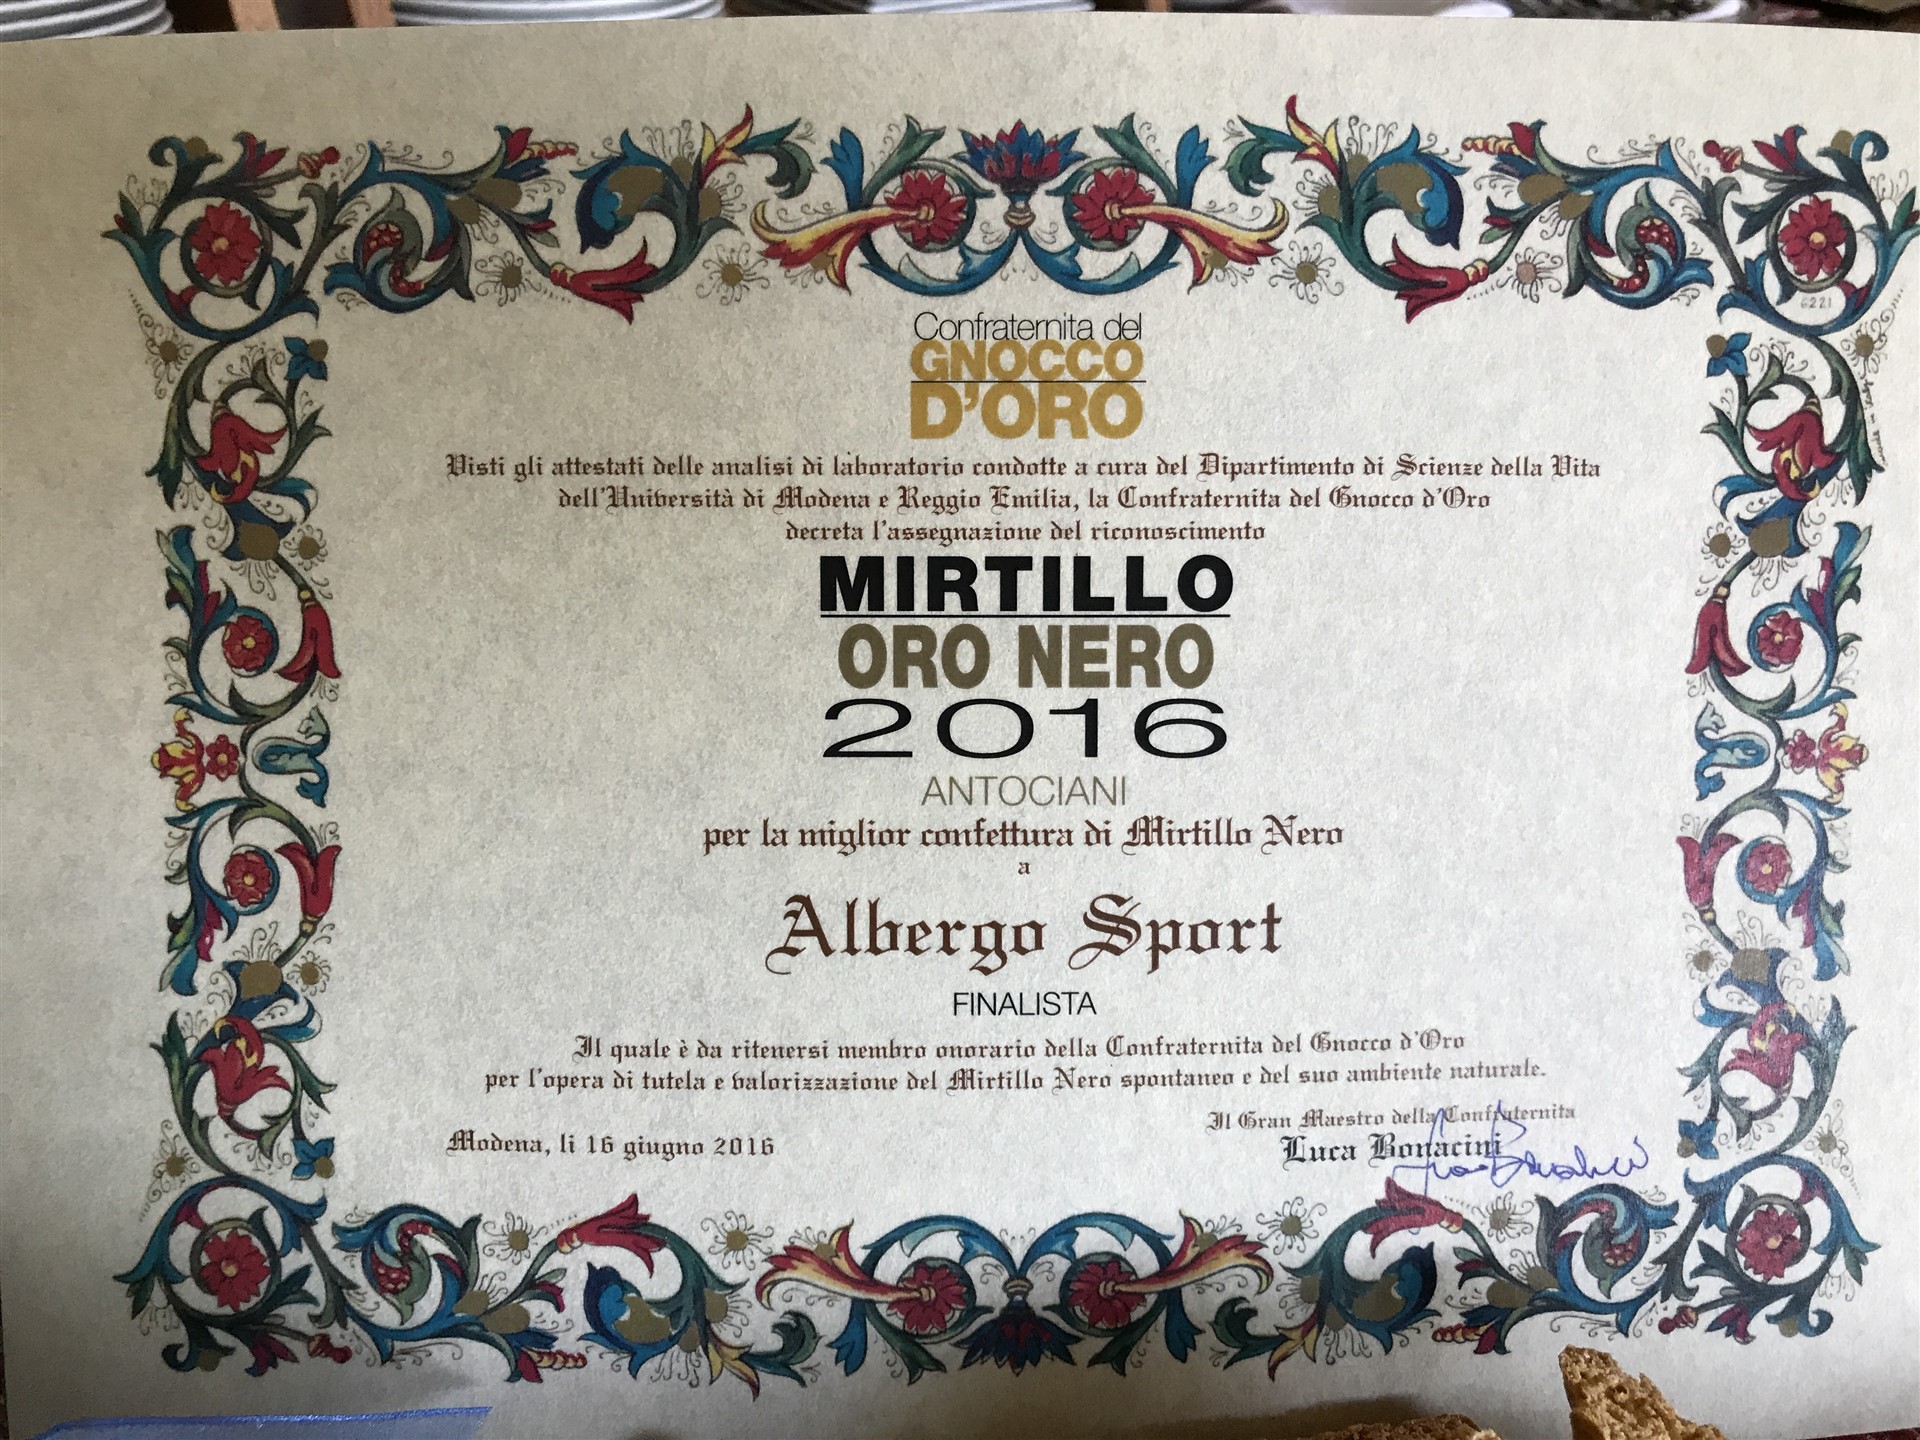 6221
Confraternita del
GNOCCO
D'ORO
Visti gli attestati delle analisi di laboratorio condotte a cura del Dipartimento di Scienze della Vita
dell'Università di Modena e Reggio Emilia, la Confraternita del Gnocco d'Oro
decreta l'assegnazione del riconoscimento
MIRTILLO
ORO NERO
2016
ANTOCIANI
per la miglior confettura di Mirtillo Nero
a
Albergo Sport
FINALISTA
Il quale è da ritenersi membro onorario della Confraternita del Gnocco d'Oro
per l'opera di tutela e valorizzazione del Mirtillo Nero spontaneo e del suo ambiente naturale.
Il Gran Maestro della Confraternita
Modena, li 16 giugno 2016
Luca Bonacini